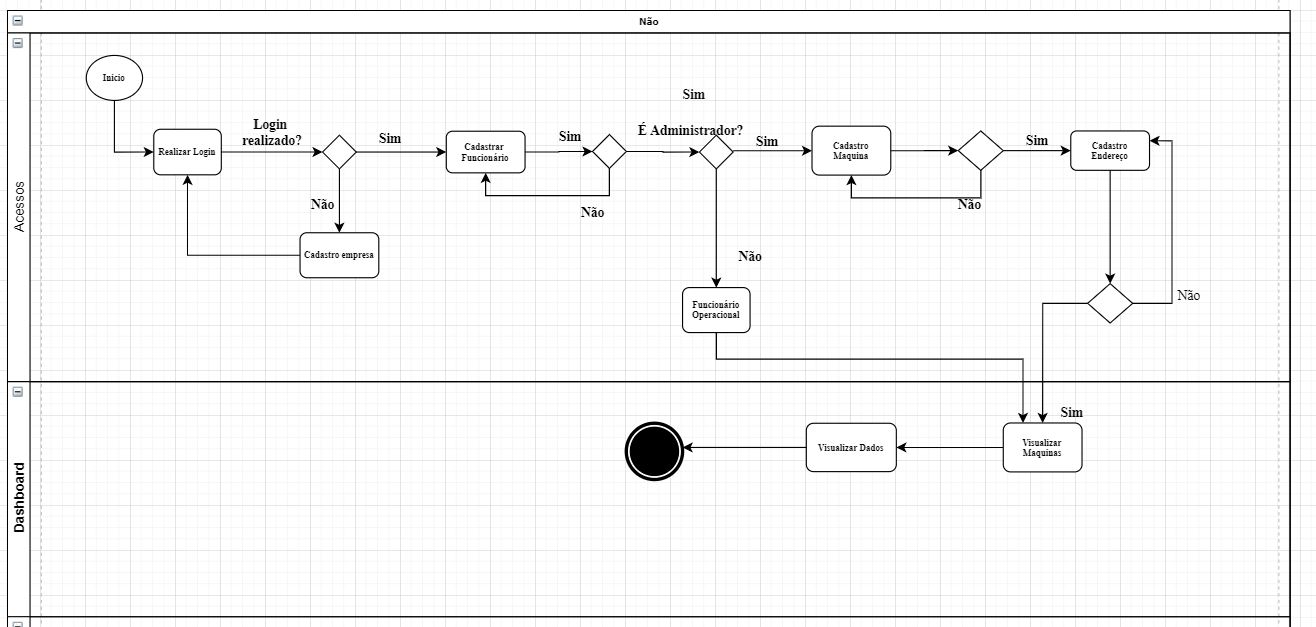 Não
Acessos
Início
Sim
Login
realizado?
É Administrador?
Realizar Login
Sim
Cadastrar
Funcionário
Sim
Sim
Cadastro
Maquina
Sim
Cadastro
Endereço
Não
Não
Não
Cadastro empresa
Não
Não
Funcionário
Operacional
Dashboard
Sim
Visualizar Dados
Visualizar
Maquinas